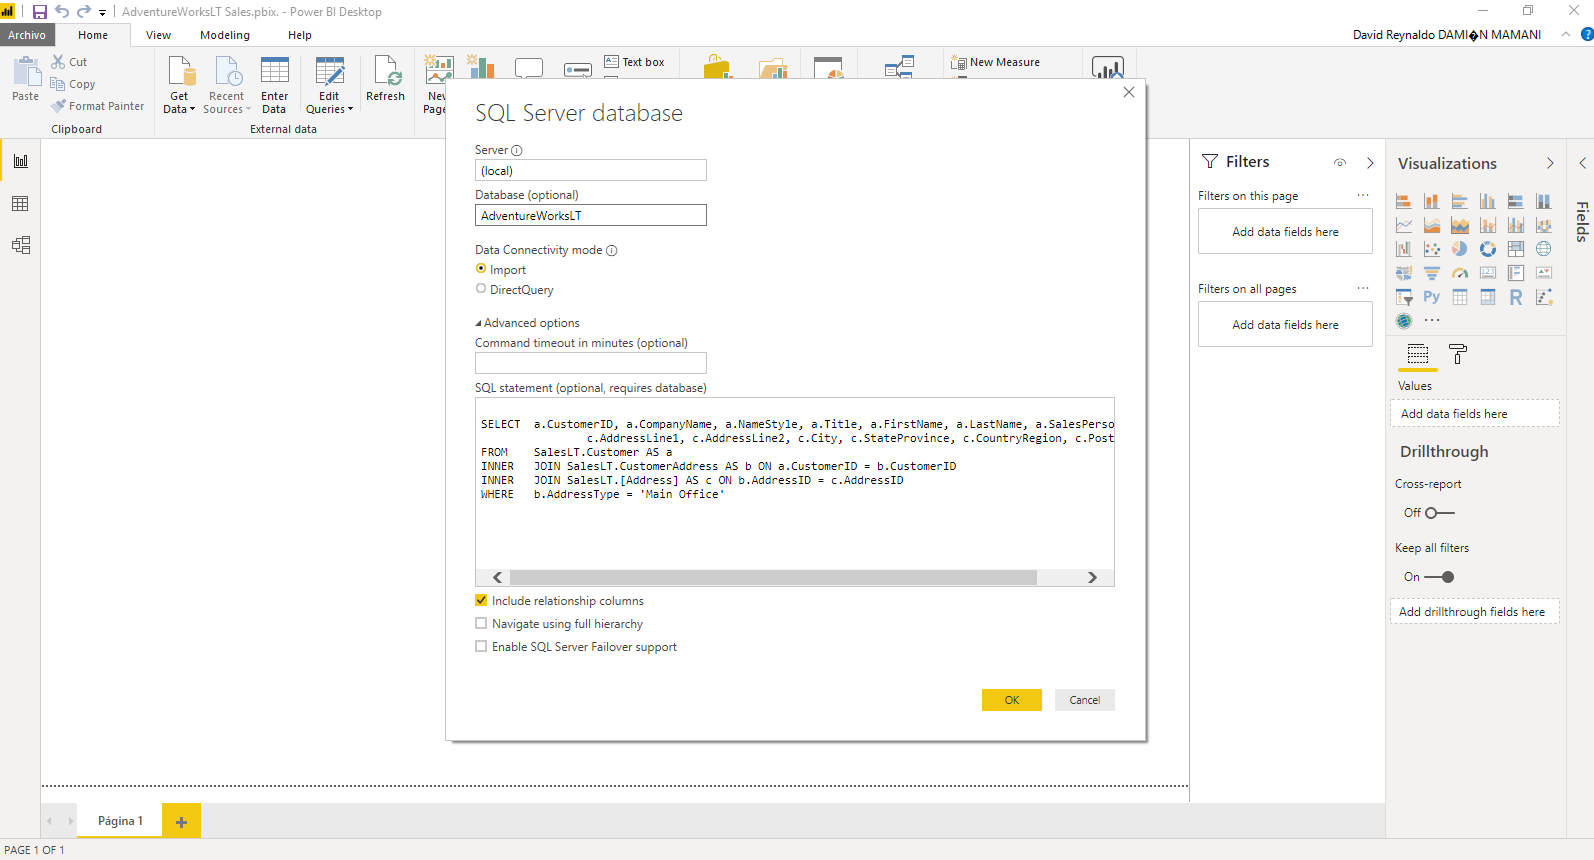 AdventureWorksLT Sales.pbix. - Power BI Desktop
Archivo Home View Modeling Help
David Reynaldo DAMI�N MAMANI
Paste
Cut
Copy
Format Painter
Clipboard
Get Data
Recent Sources
Enter Data
External data
Edit Queries
Refresh
New Page
Text box
New Measure
SQL Server database
Server
(local)
Database (optional)
AdventureWorksLT
Data Connectivity mode
Import
DirectQuery
Advanced options
Command timeout in minutes (optional)
SQL statement (optional, requires database)
SELECT a.CustomerID, a.CompanyName, a.NameStyle, a.Title, a.FirstName, a.LastName, a.SalesPerso
c.AddressLine1, c.AddressLine2, c.City, c.StateProvince, c.CountryRegion, c.Post
FROM SalesLT.Customer AS a
INNER JOIN SalesLT.CustomerAddress AS b ON a.CustomerID = b.CustomerID
INNER JOIN SalesLT.[Address] AS c ON b.AddressID = c.AddressID
WHERE b.AddressType = 'Main Office'
Include relationship columns
Navigate using full hierarchy
Enable SQL Server Failover support
OK
Cancel
Filters
Filters on this page
Add data fields here
Filters on all pages
Add data fields here
Visualizations
123
Py
R
Values
Add data fields here
Drillthrough
Cross-report
Off
Keep all filters
On
Add drillthrough fields here
Fields
Página 1
PAGE 1 OF 1